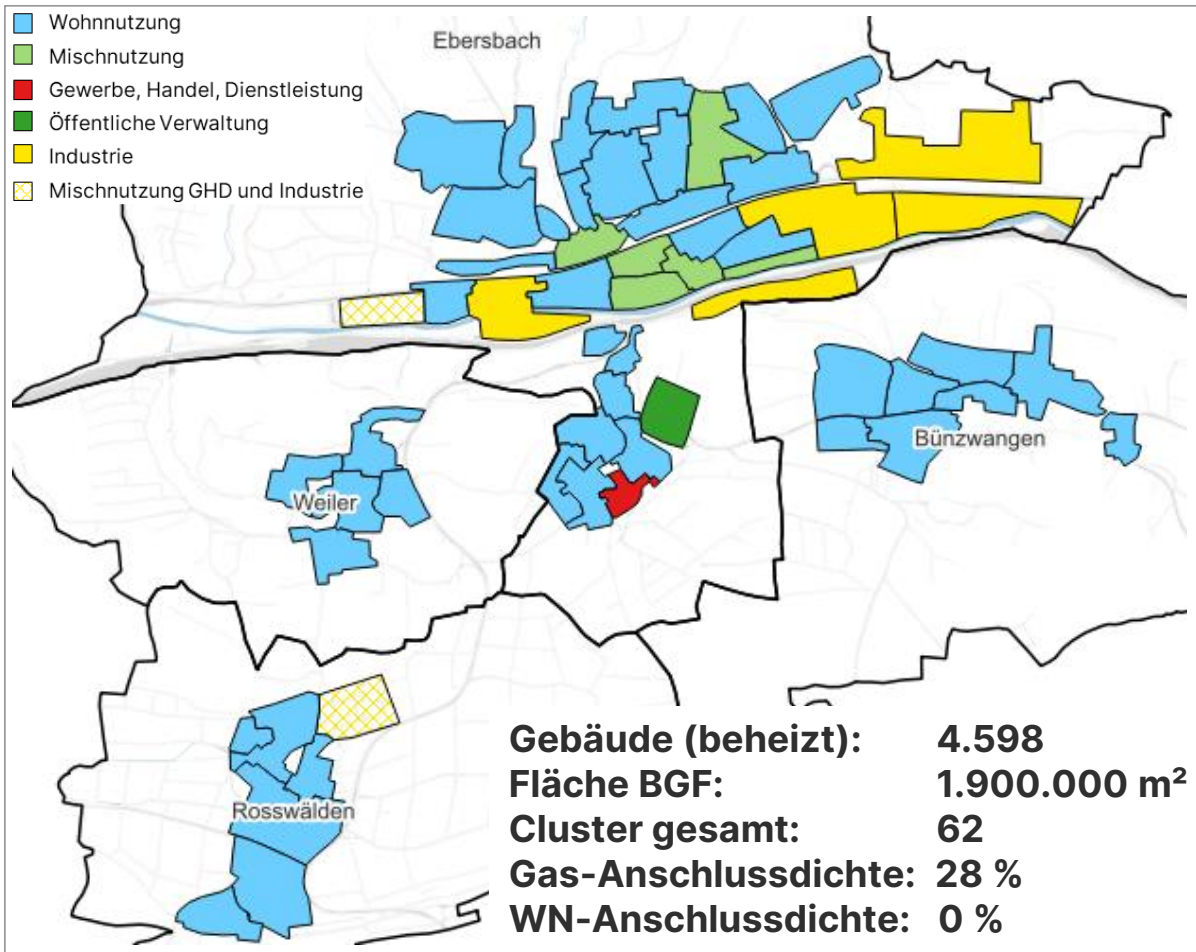 Wohnnutzung
Mischnutzung
Gewerbe, Handel, Dienstleistung
Öffentliche Verwaltung
Industrie
Mischnutzung GHD und Industrie
Ebersbach
Bünzwangen
Weiler
Rosswälden
Gebäude (beheizt): 4.598
Fläche BGF: 1.900.000 m²
Cluster gesamt: 62
Gas-Anschlussdichte: 28 %
WN-Anschlussdichte: 0 %